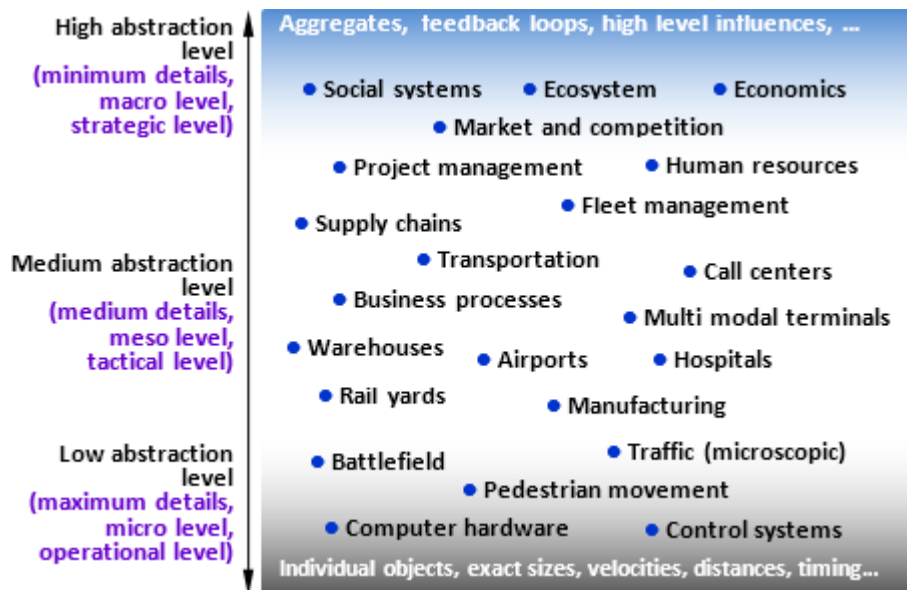 High abstraction
level
(minimum details,
macro level,
strategic level)
Medium abstraction
level
(medium details,
meso level,
tactical level)
Low abstraction
level
(maximum details,
micro level,
operational level)
Aggregates, feedback loops, high level influences, ...
Social systems
Ecosystem
Economics
Market and competition
Project management
Human resources
Fleet management
Supply chains
Transportation
Call centers
Business processes
Multi modal terminals
Warehouses
Airports
Hospitals
Rail yards
Manufacturing
Traffic (microscopic)
Battlefield
Pedestrian movement
Computer hardware
Control systems
Individual objects, exact sizes, velocities, distances, timing...